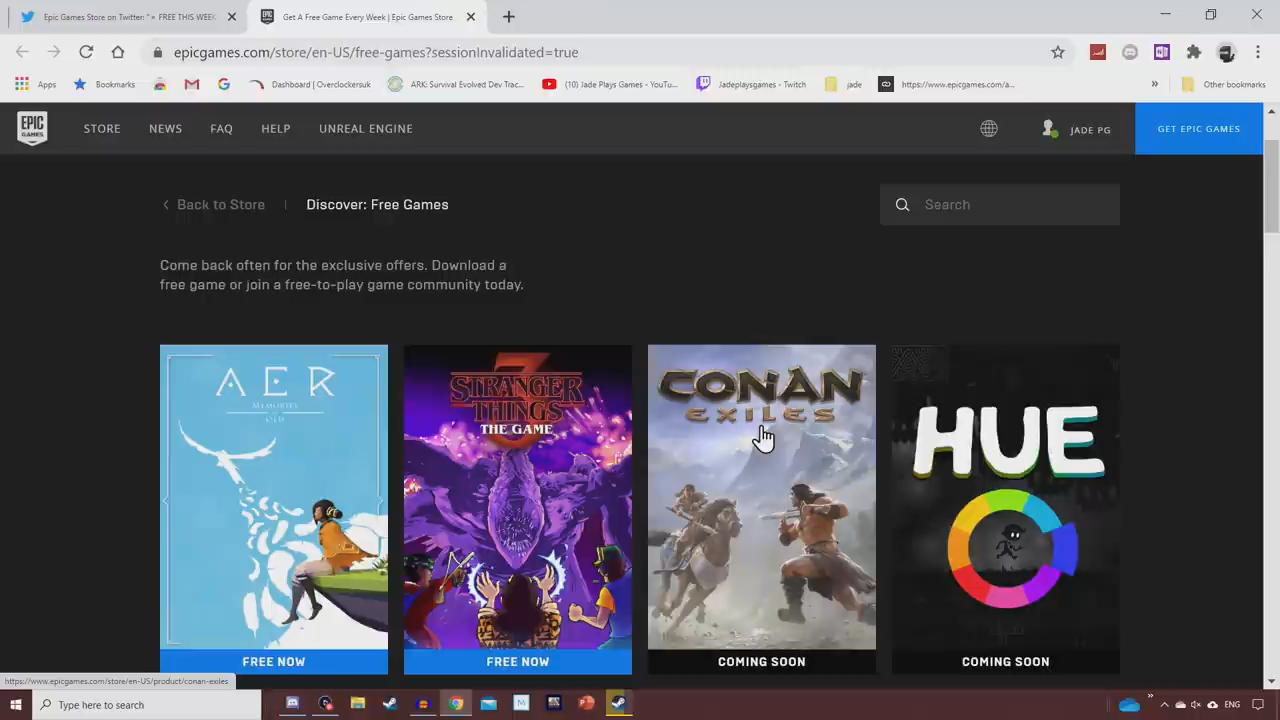 Epic Games Store on Twitter: "» FREE THIS WEEK
Get A Free Game Every Week | Epic Games Store
epicgames.com/store/en-US/free-games?sessionInvalidated=true
Apps
Bookmarks
Dashboard | Overclockersuk
ARK: Survival Evolved Dev Trac...
(10) Jade Plays Games - YouTu...
Jadeplaysgames - Twitch
jade
https://www.epicgames.com/a...
»
Other bookmarks
EPIC
GAMES
STORE
NEWS
FAQ
HELP
UNREAL ENGINE
JADE PG
GET EPIC GAMES
Back to Store
Discover: Free Games
Search
Come back often for the exclusive offers. Download a
free game or join a free-to-play game community today.
AER
MEMORIES
OF
OLD
FREE NOW
3
STRANGER
THINGS
THE GAME
FREE NOW
CONAN
EXILES
COMING SOON
HUE
COMING SOON
https://www.epicgames.com/store/en-US/product/conan-exiles
Type here to search
ENG